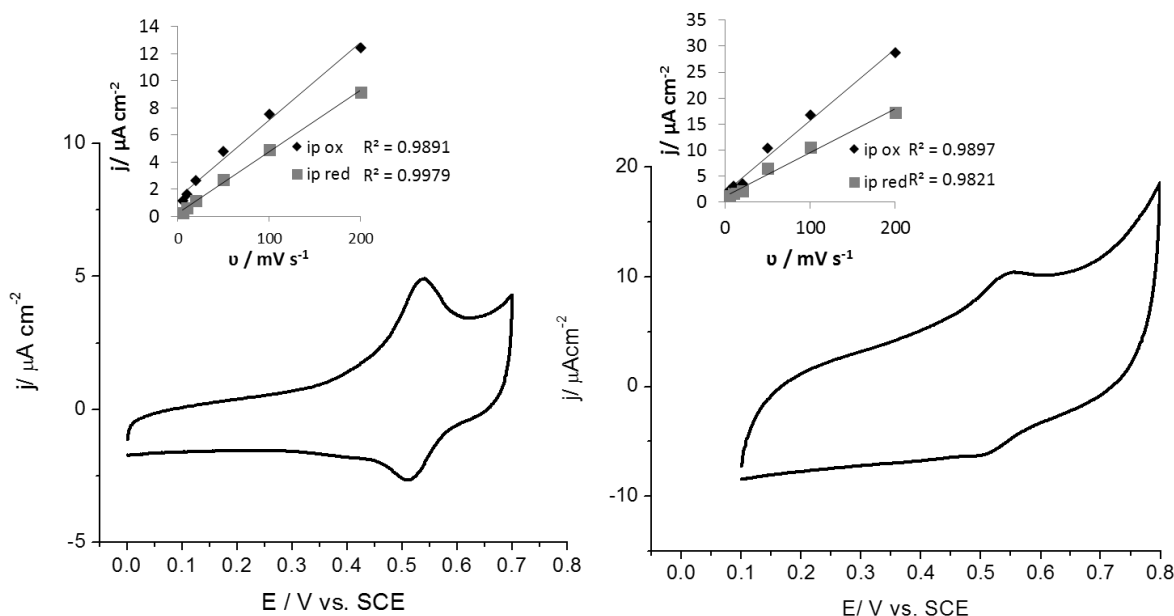 14
12
10
8
6
4
2
0
j/ µA cm-2
ip ox R² = 0.9891
ip red R² = 0.9979
0 100 200
υ / mV s-1
10
5
0
-5
j/ µA cm-2
0.0 0.1 0.2 0.3 0.4 0.5 0.6 0.7 0.8
E / V vs. SCE
35
30
25
20
15
10
5
0
j/ µA cm-2
ip ox R² = 0.9897
ip red R² = 0.9821
0 100 200
υ / mV s-1
20
10
0
-10
j/ µAcm-2
0.0 0.1 0.2 0.3 0.4 0.5 0.6 0.7 0.8
E/ V vs. SCE